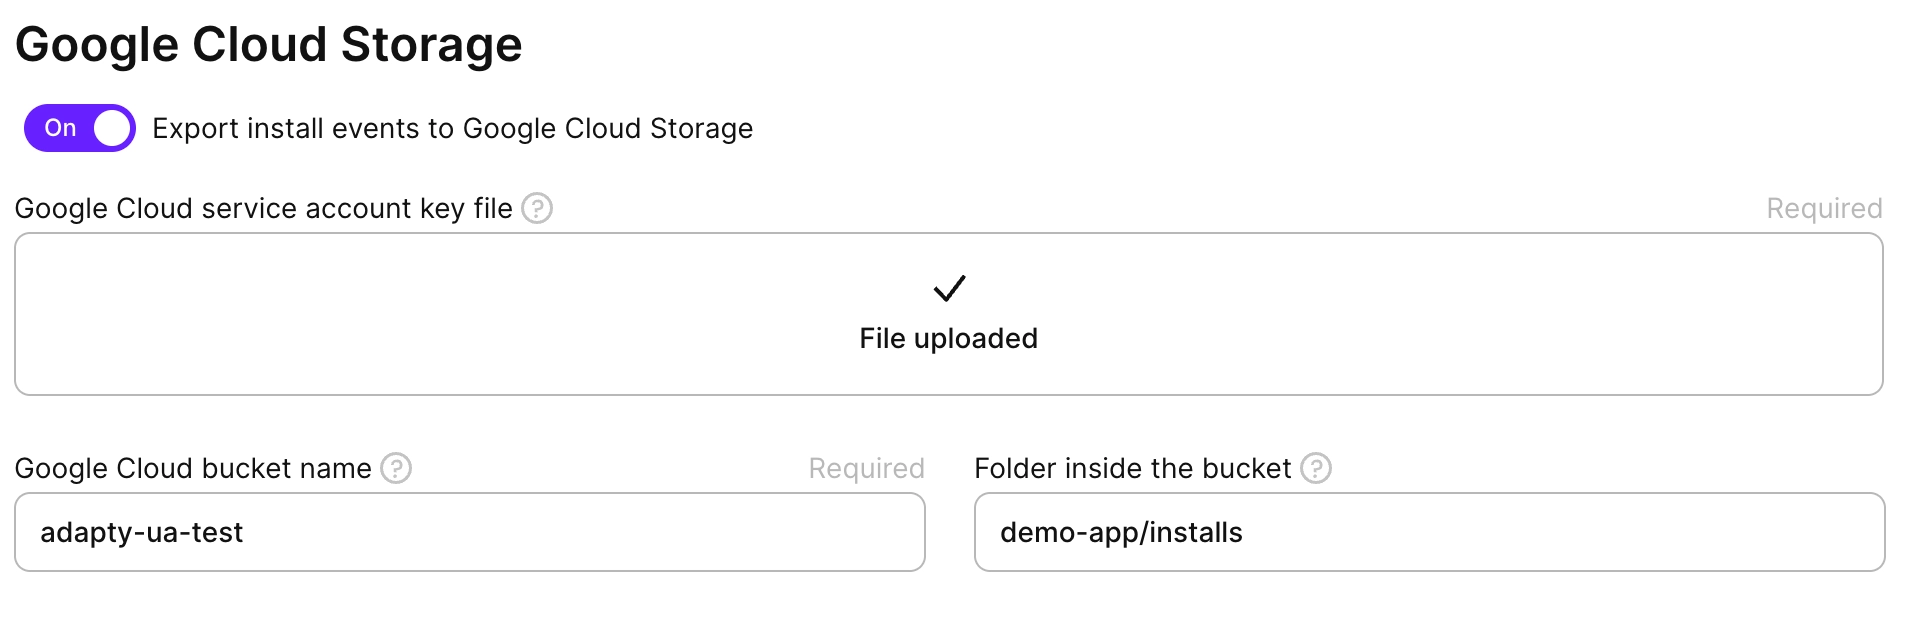 Google Cloud Storage
On Export install events to Google Cloud Storage
Google Cloud service account key file ? Required
File uploaded
Google Cloud bucket name ? Required Folder inside the bucket ?
adapty-ua-test demo-app/installs